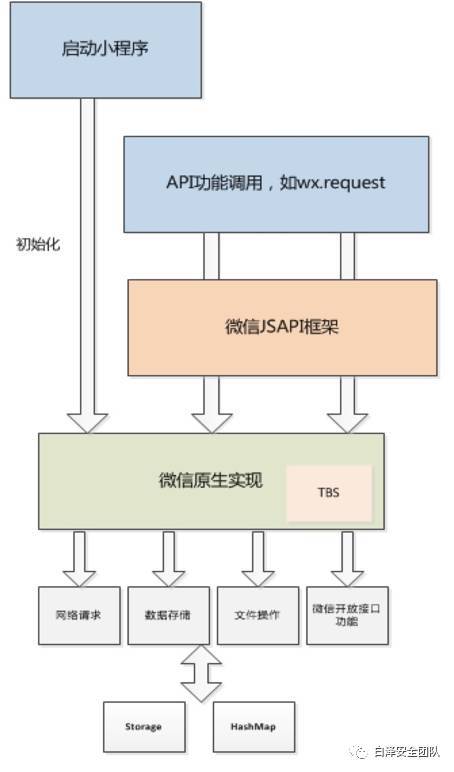 启动小程序
API功能调用，如wx.request
初始化
微信JSAPI框架
微信原生实现
TBS
网络请求
数据存储
文件操作
微信开放接口
功能
Storage
HashMap
白泽安全团队